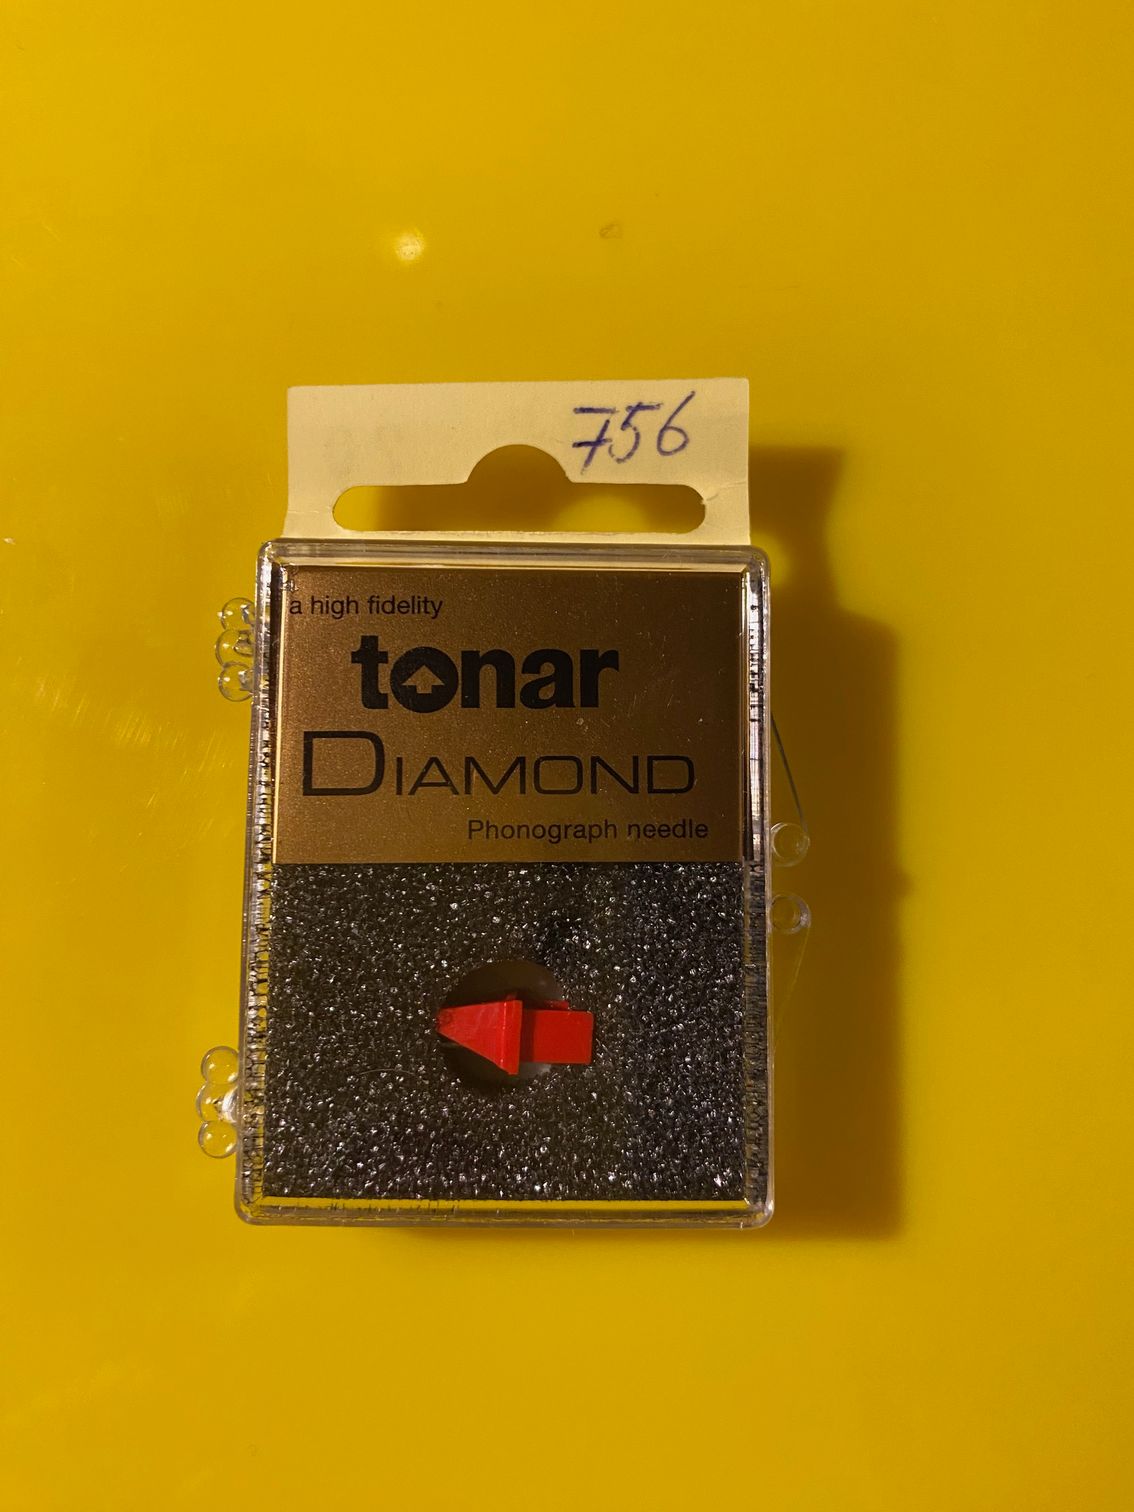 756
a high fidelity
tonar
DIAMOND
Phonograph needle